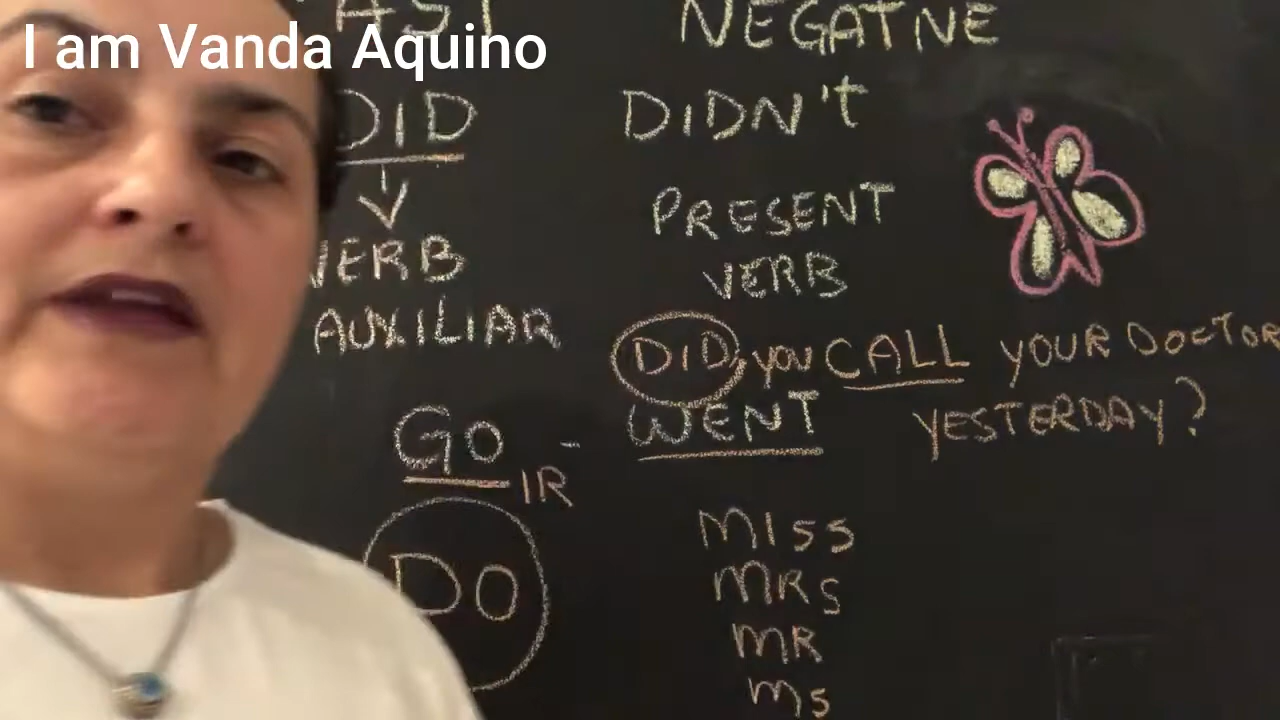 I am Vanda Aquino
NEGATIVE
DID
DIDN't
PRESENT
VERB
VERB
AUXILIAR
DID, you CALL YOUR DOCTOR
YESTERDAY?
GO - WENT
IR
DO
MISS
MRS
MR
Ms